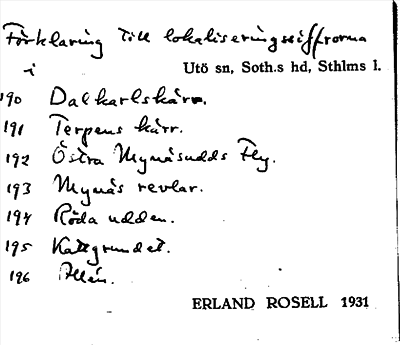 Förklaring till lokaliseringssiffrorna
i Utö sn, Soth.s hd, Sthlms l.
190 Dalkarlskärr.
191 Terpens kärr.
192 Östra Mynäsudds Fly.
193 Mynäs revlar.
194 Röda udden.
195 Kattgrundet.
196
ERLAND ROSELL 1931